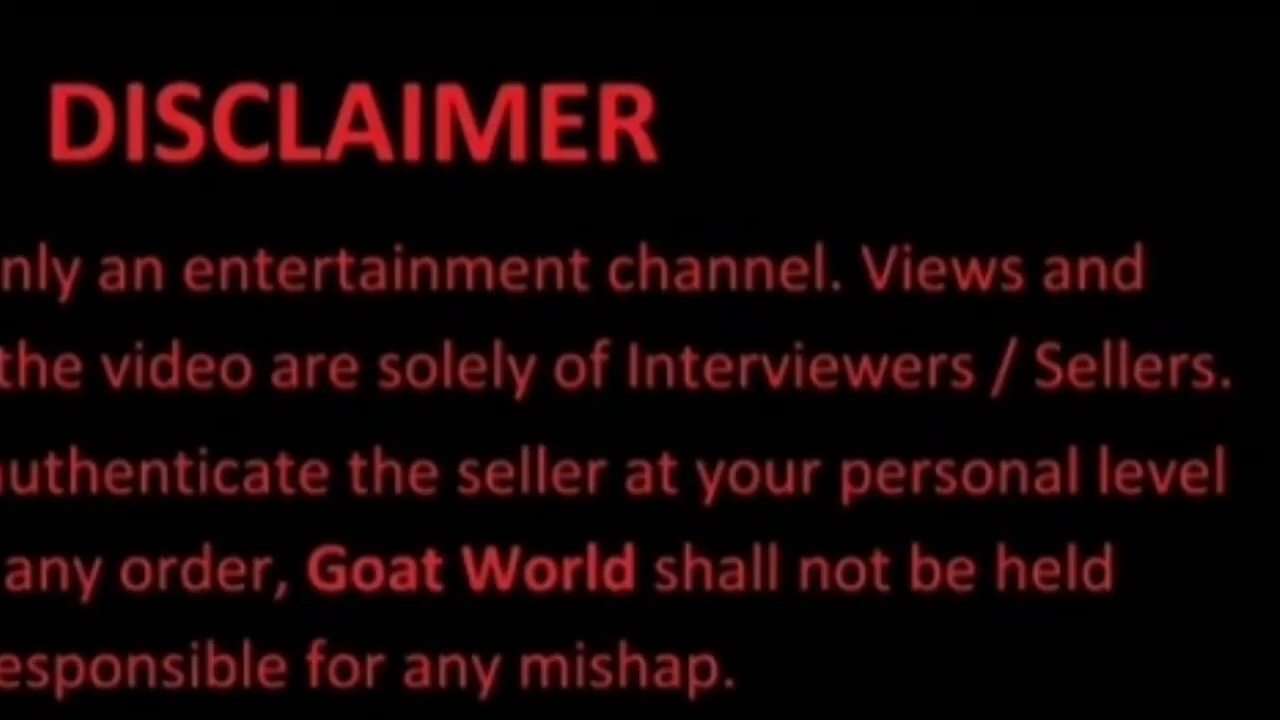 DISCLAIMER
nly an entertainment channel. Views and
the video are solely of Interviewers / Sellers.
uthenticate the seller at your personal level
any order, Goat World shall not be held
esponsible for any mishap.